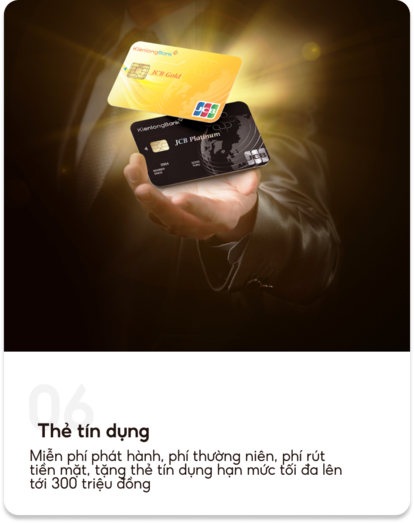 KienlongBank
JCB Gold
JCB
KienlongBank
JCB Platinum
06
Thẻ tín dụng
Miễn phí phát hành, phí thường niên, phí rút
tiền mặt, tặng thẻ tín dụng hạn mức tối đa lên
tới 300 triệu đồng